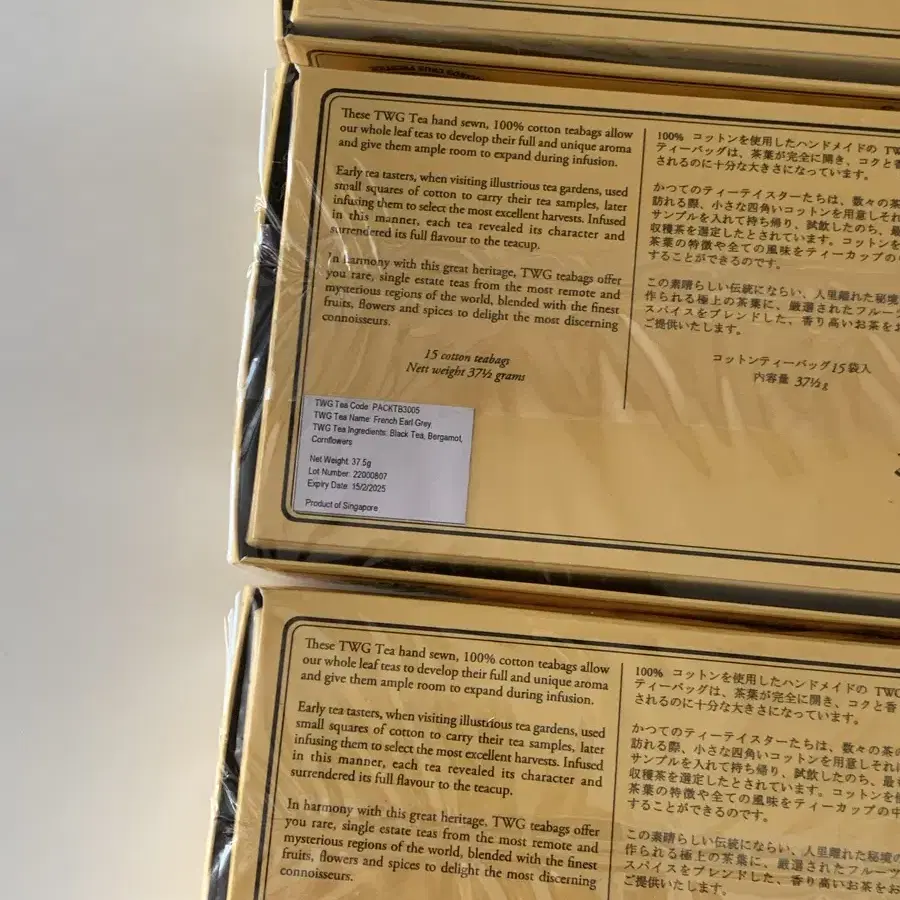 These TWG Tea hand sewn, 100% cotton teabags allow
our whole leaf teas to develop their full and unique aroma
and give them ample room to expand during infusion.
Early tea tasters, when visiting illustrious tea gardens, used
small squares of cotton to carry their tea samples, later
infusing them to select the most excellent harvests. Infused
in this manner, each tea revealed its character and
surrendered its full flavour to the teacup.
In harmony with this great heritage, TWG teabags offer
you rare, single estate teas from the most remote and
mysterious regions of the world, blended with the finest
fruits, flowers and spices to delight the most discerning
connoisseurs.
15 cotton teabags
Nett weight 37½ grams
100% コットンを使用したハンドメイドの TW
ティーバッグは、茶葉が完全に開き、コクと香
されるのに十分な大きさになっています。
かつてのティーテイスターたちは、数々の茶
訪れる際、小さな四角いコットンを用意しそれ
サンプルを入れて持ち帰り、試飲したのち、最
収穫茶を選定したとされています。コットンを
茶葉の特徴や全ての風味をティーカップの中
することができるのです。
この素晴らしい伝統にならい、人里離れた秘境
作られる極上の茶葉に、厳選されたフルーツ
スパイスをブレンドした、香り高いお茶をお
ご提供いたします。
コットンティーバッグ15袋入
内容量 37½g
TWG Tea Code: PACKTB3005
TWG Tea Name: French Earl Grey
TWG Tea Ingredients: Black Tea, Bergamot,
Cornflowers
Net Weight: 37.5g
Lot Number: 22000807
Expiry Date: 15/2/2025
Product of Singapore
These TWG Tea hand sewn, 100% cotton teabags allow
our whole leaf teas to develop their full and unique aroma
and give them ample room to expand during infusion.
Early tea tasters, when visiting illustrious tea gardens, used
small squares of cotton to carry their tea samples, later
infusing them to select the most excellent harvests. Infused
in this manner, each tea revealed its character and
surrendered its full flavour to the teacup.
In harmony with this great heritage, TWG teabags offer
you rare, single estate teas from the most remote and
mysterious regions of the world, blended with the finest
fruits, flowers and spices to delight the most discerning
connoisseurs.
100% コットンを使用したハンドメイドの TWG
ティーバッグは、茶葉が完全に開き、コクと香
されるのに十分な大きさになっています。
かつてのティーテイスターたちは、数々の茶の
訪れる際、小さな四角いコットンを用意しそれに
サンプルを入れて持ち帰り、試飲したのち、最も
収穫茶を選定したとされています。コットンを使
茶葉の特徴や全ての風味をティーカップの中
することができるのです。
この素晴らしい伝統にならい、人里離れた秘境の
作られる極上の茶葉に、厳選されたフルーツ
スパイスをブレンドした、香り高いお茶をお
ご提供いたします。